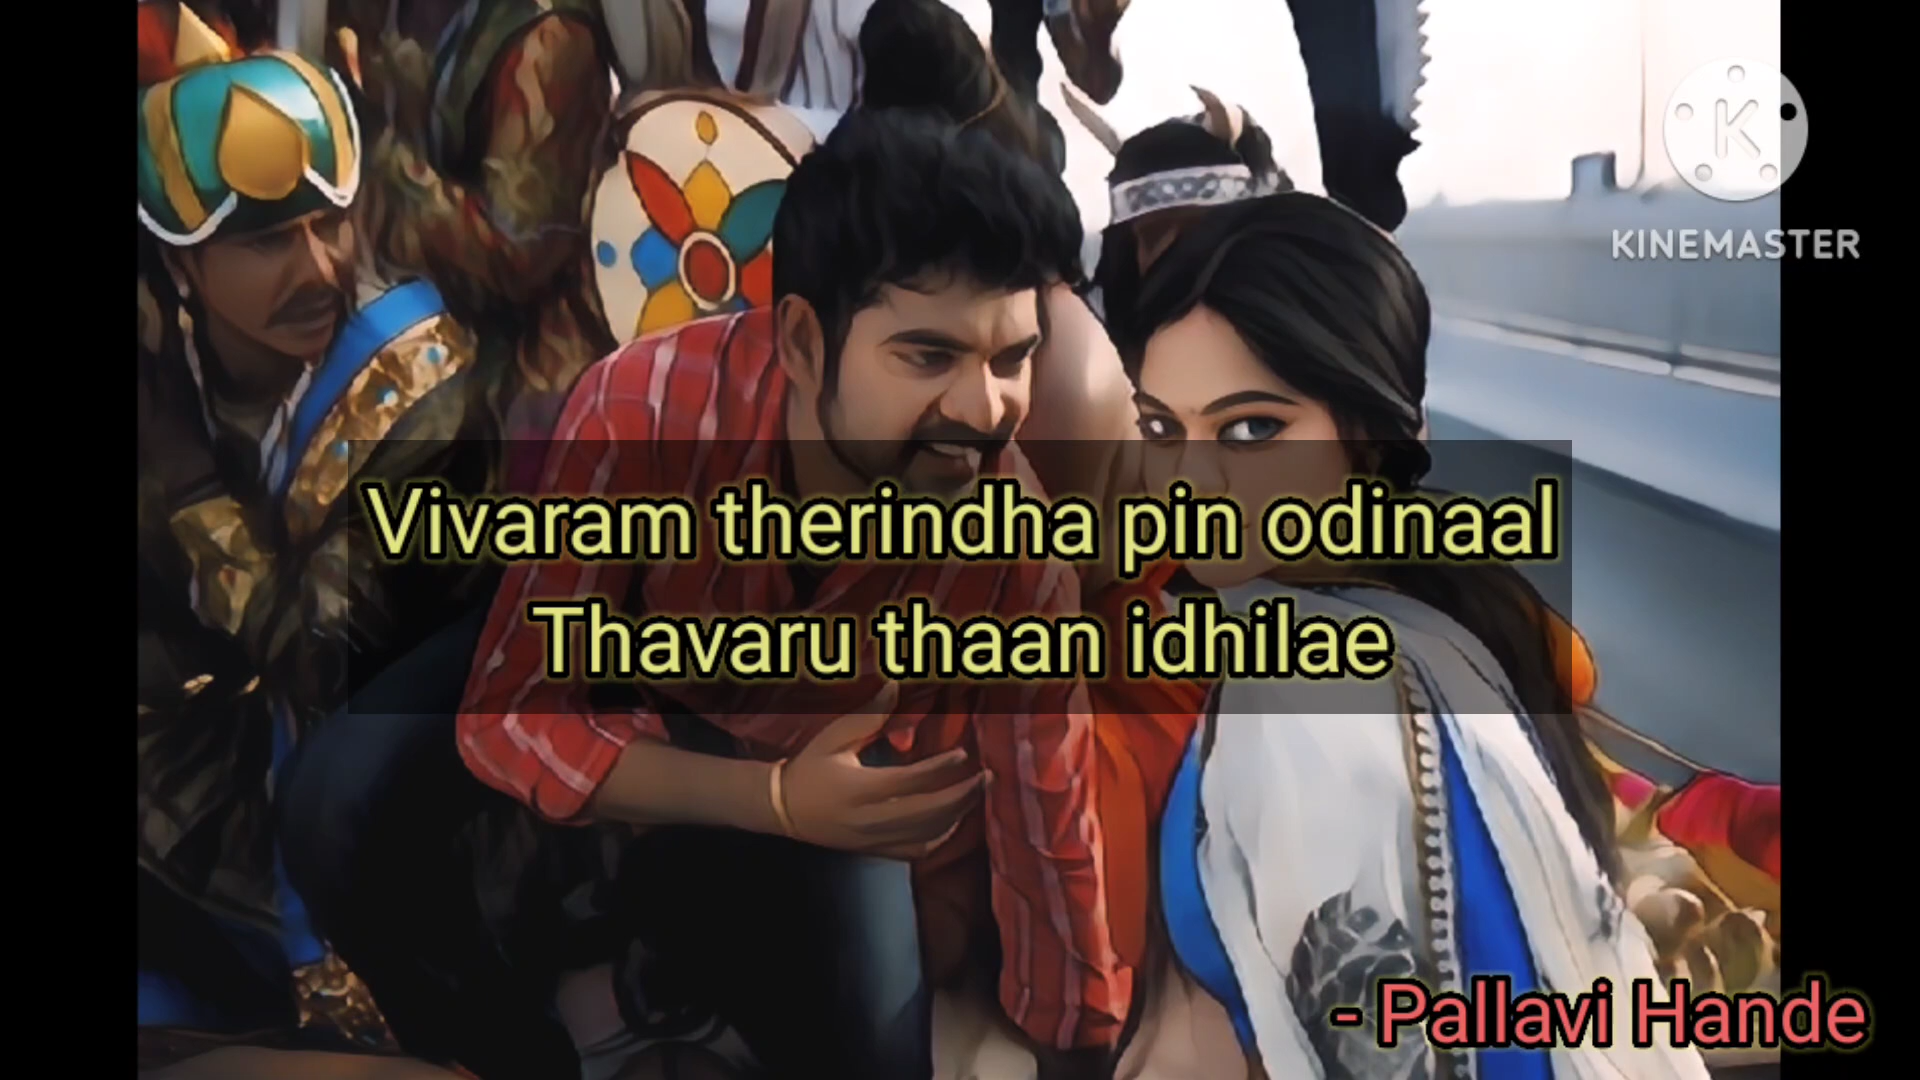 KINEMASTER
Vivaram therindha pin odinaal
Thavaru thaan idhilae
- Pallavi Hande